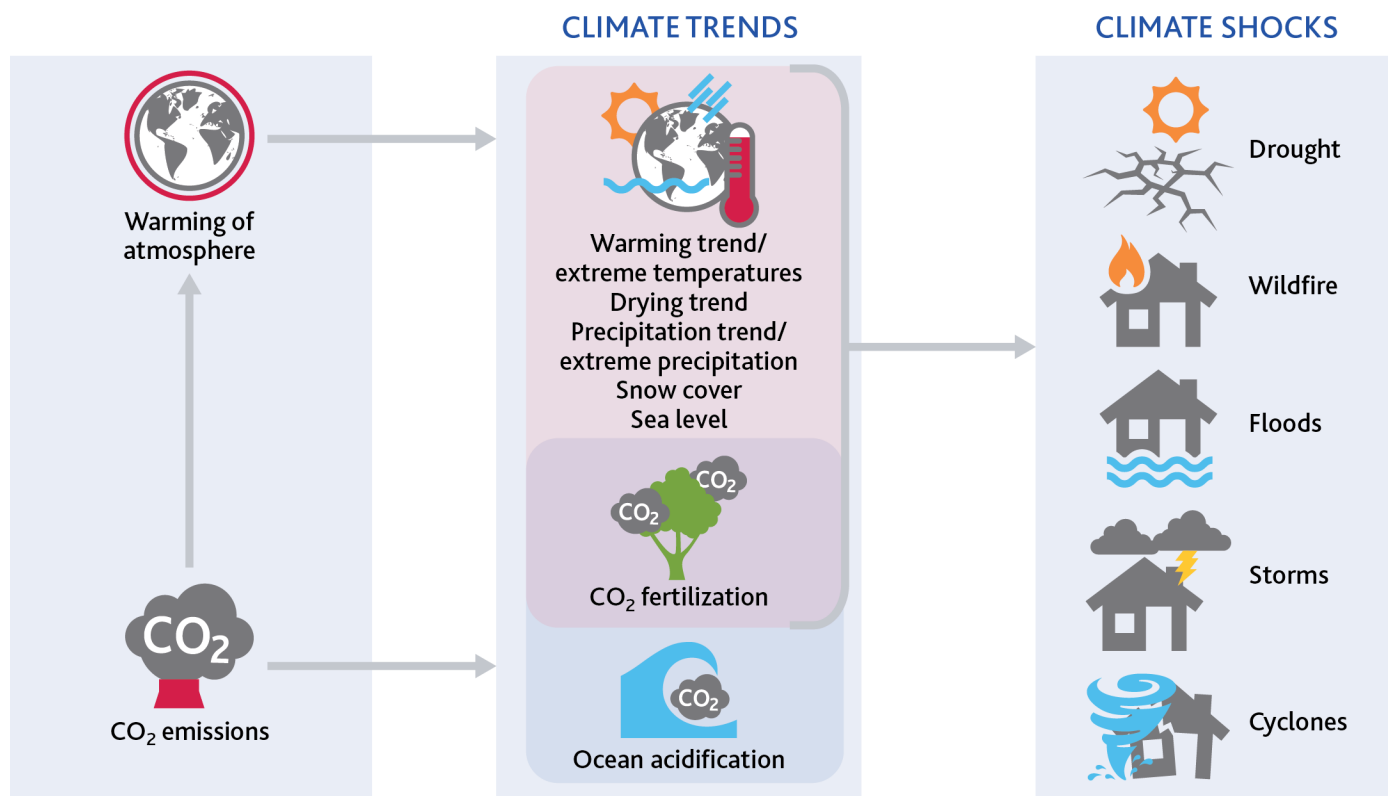 CLIMATE TRENDS
CLIMATE SHOCKS
Warming of
atmosphere
CO₂
CO₂ emissions
Warming trend/
extreme temperatures
Drying trend
Precipitation trend/
extreme precipitation
Snow cover
Sea level
CO₂
CO₂
CO₂ fertilization
CO₂
Ocean acidification
Drought
Wildfire
Floods
Storms
Cyclones